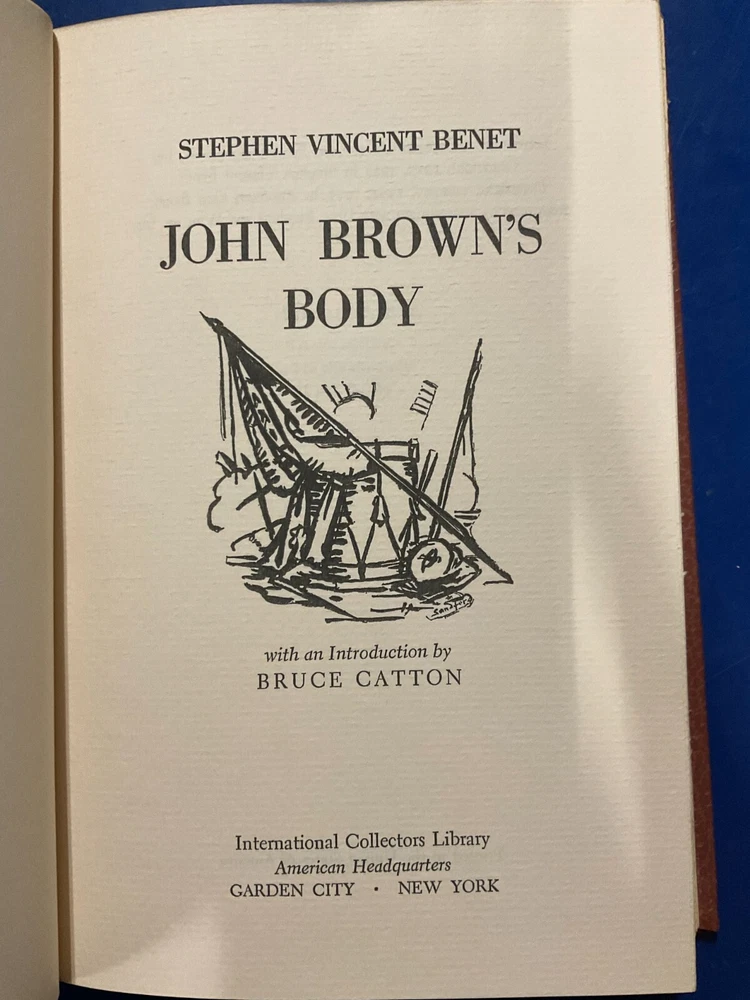 STEPHEN VINCENT BENET
JOHN BROWN'S
BODY
Sandford
with an Introduction by
BRUCE CATTON
International Collectors Library
American Headquarters
GARDEN CITY · NEW YORK